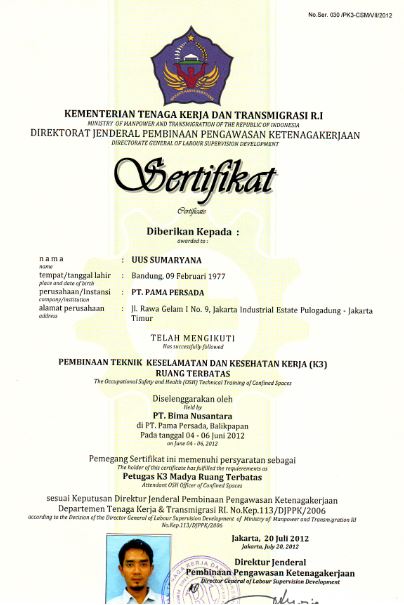 No.Ser. 030 /PK3-CSMA/II/2012
KEMENTERIAN TENAGA KERJA DAN TRANSMIGRASI R.I
MINISTRY OF MANPOWER AND TRANSMIGRATION OF THE REPUBLIC OF INDONESIA
DIREKTORAT JENDERAL PEMBINAAN PENGAWASAN KETENAGAKERJAAN
DIRECTORATE GENERAL OF LABOUR SUPERVISION DEVELOPMENT
Sertifikat
Certificate
Diberikan Kepada :
awarded to :
nama : UUS SUMARYANA
name
tempat/tanggal lahir : Bandung, 09 Februari 1977
place and date of birth
perusahaan/Instansi : PT. PAMA PERSADA
company/institution
alamat perusahaan : Jl. Rawa Gelam I No. 9, Jakarta Industrial Estate Pulogadung - Jakarta
address
Timur
TELAH MENGIKUTI
Has successfully followed
PEMBINAAN TEKNIK KESELAMATAN DAN KESEHATAN KERJA (K3)
RUANG TERBATAS
The Occupational Safety and Health (OSH) Technical Training of Confined Spaces
Diselenggarakan oleh
held by
PT. Bima Nusantara
di PT. Pama Persada, Balikpapan
Pada tanggal 04 - 06 Juni 2012
on June 04 - 06, 2012
Pemegang Sertifikat ini memenuhi persyaratan sebagai
The holder of this certificate has fulfilled the requirements as
Petugas K3 Madya Ruang Terbatas
Attendant OSH Officer of Confined Spaces
sesuai Keputusan Direktur Jenderal Pembinaan Pengawasan Ketenagakerjaan
Departemen Tenaga Kerja & Transmigrasi RI. No.Kep.113/DJPPK/2006
according to the Decision of the Director General of Labour Supervision Development of Ministry of Manpower and Transmigration RI
No.Kep.113/DJPPK/2006
Jakarta, 20 Juli 2012
Jakarta, July 20, 2012
Direktur Jenderal
Pembinaan Pengawasan Ketenagakerjaan
Director General of Labour Supervision Development